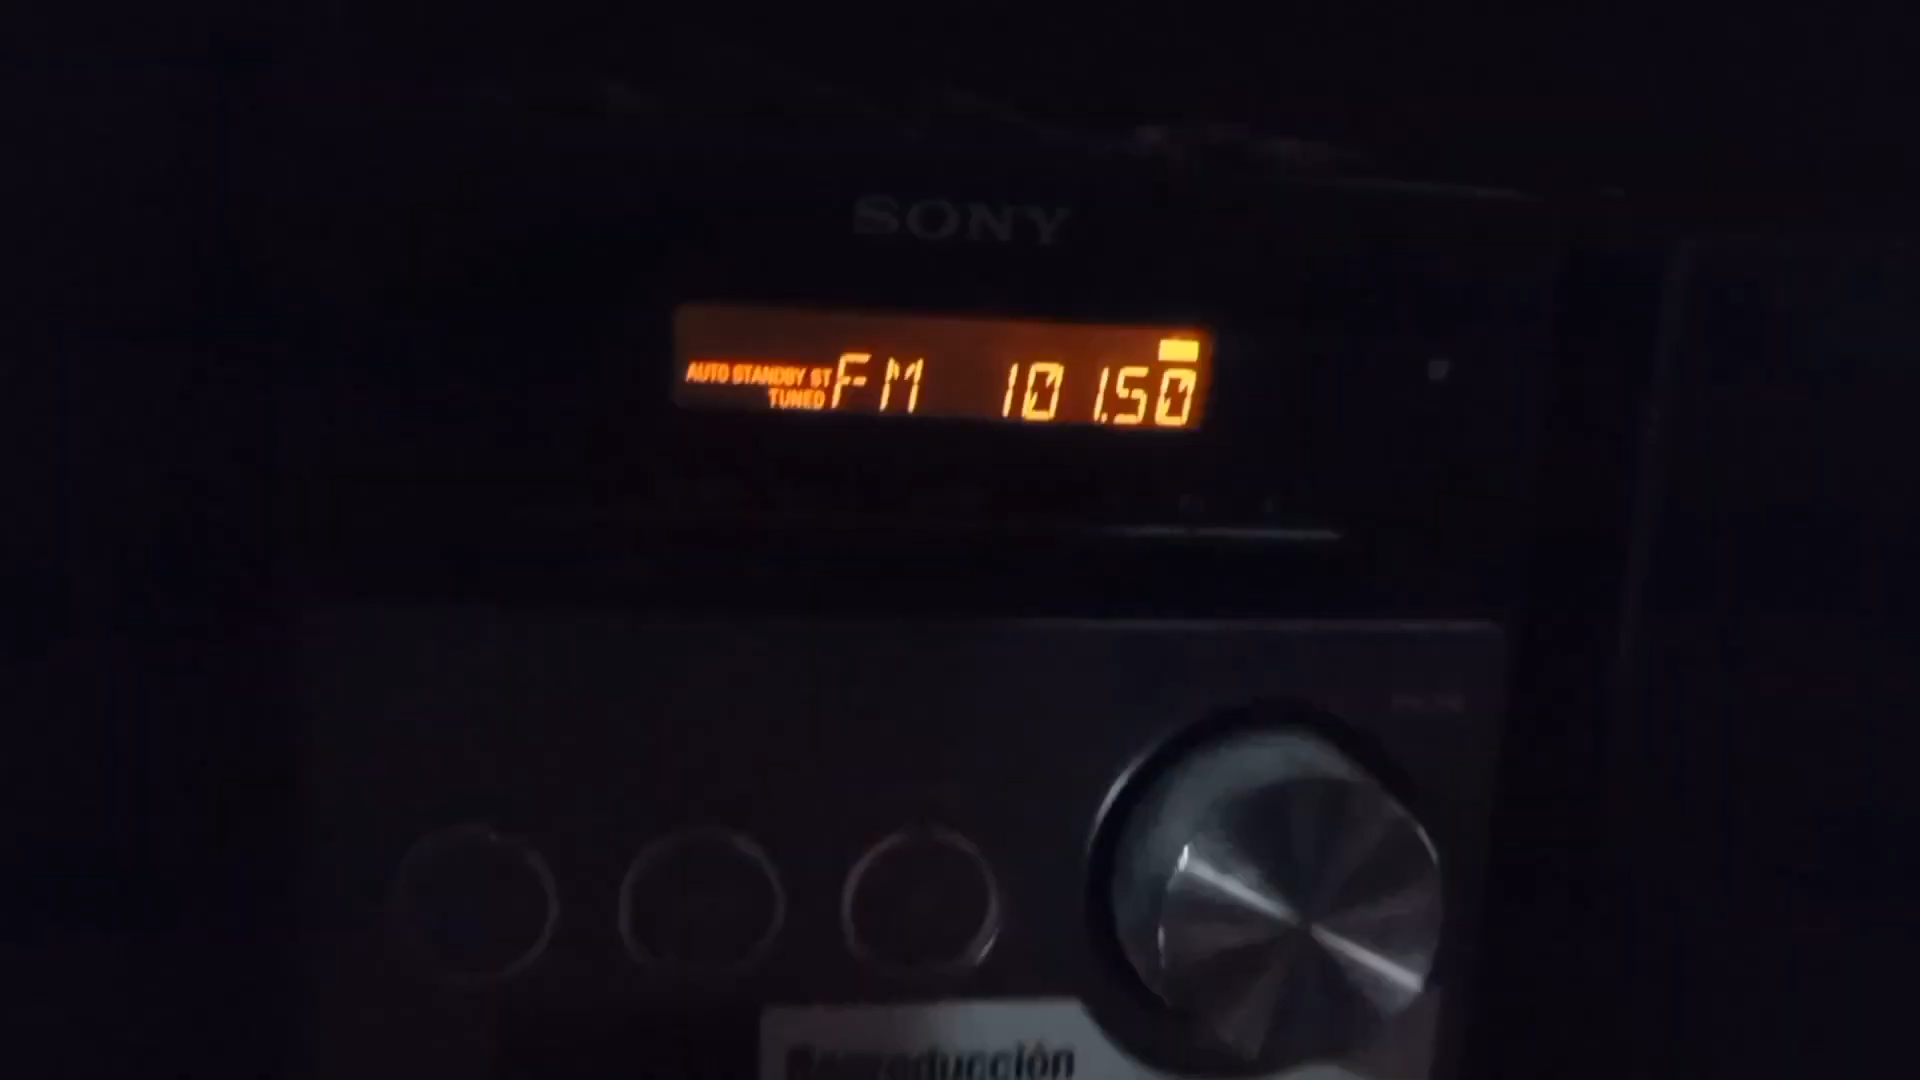 SONY
AUTO STANDBY ST
TUNED
FM 101.50
Reproducción